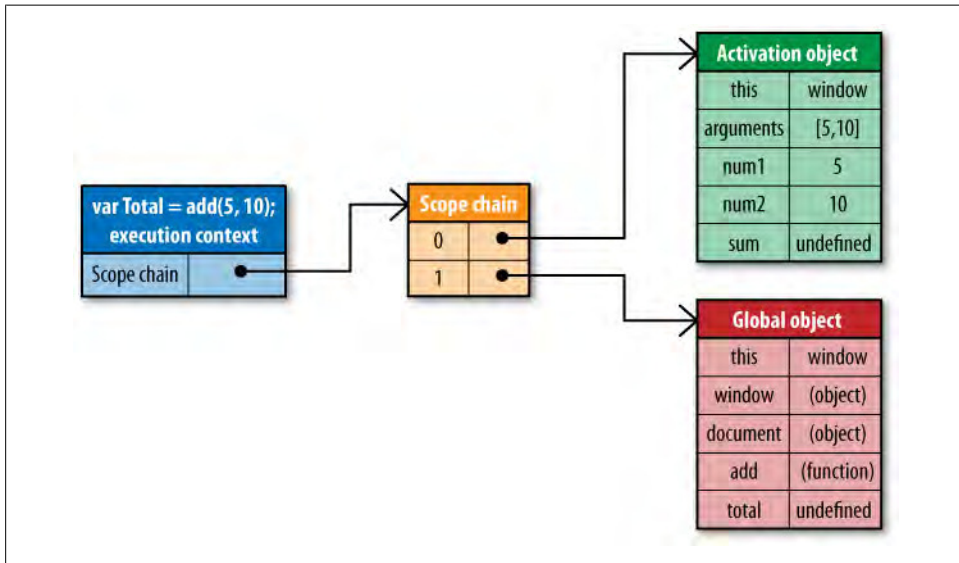 var Total = add(5, 10);
execution context
Scope chain
Scope chain
0
1
Activation object
this window
arguments [5,10]
num1 5
num2 10
sum undefined
Global object
this window
window (object)
document (object)
add (function)
total undefined